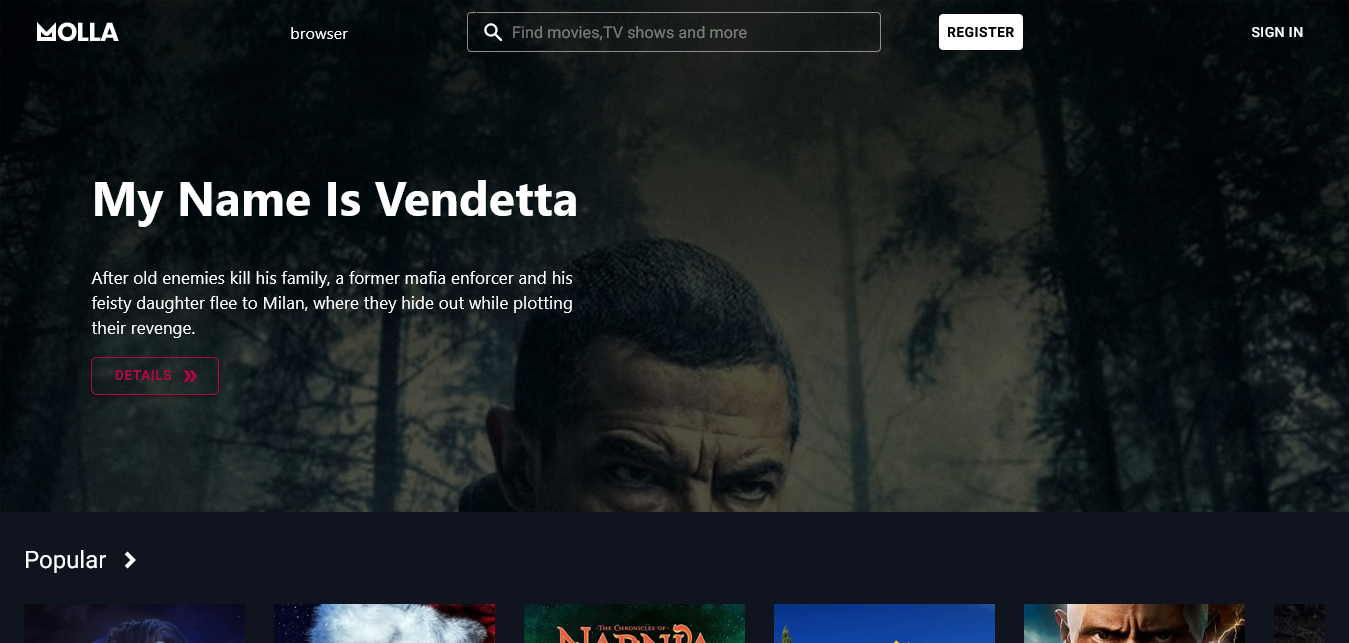 MOLLA
browser
Find movies,TV shows and more
REGISTER
SIGN IN
My Name Is Vendetta
After old enemies kill his family, a former mafia enforcer and his
feisty daughter flee to Milan, where they hide out while plotting
their revenge.
DETAILS
Popular
THE CHRONICLES OF
NARNIA